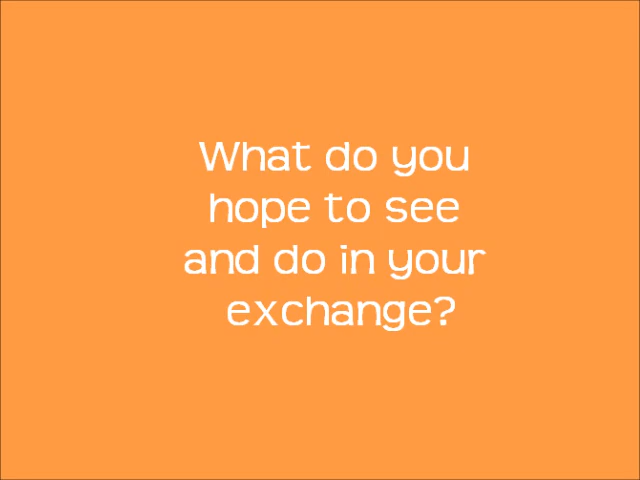 What do you
hope to see
and do in your
exchange?